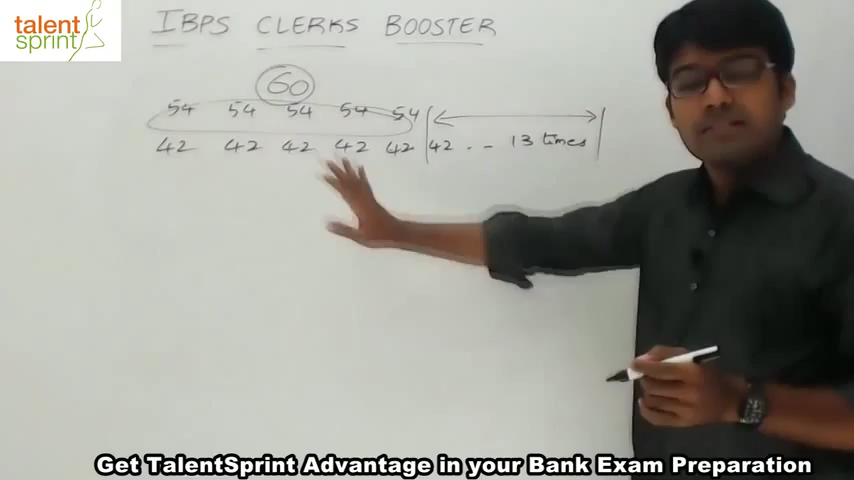 talent
sprint
IBPS CLERKS BOOSTER
60
54 54 54 54 54
42 42 42 42 42 42 . - 13 times
Get TalentSprint Advantage in your Bank Exam Preparation